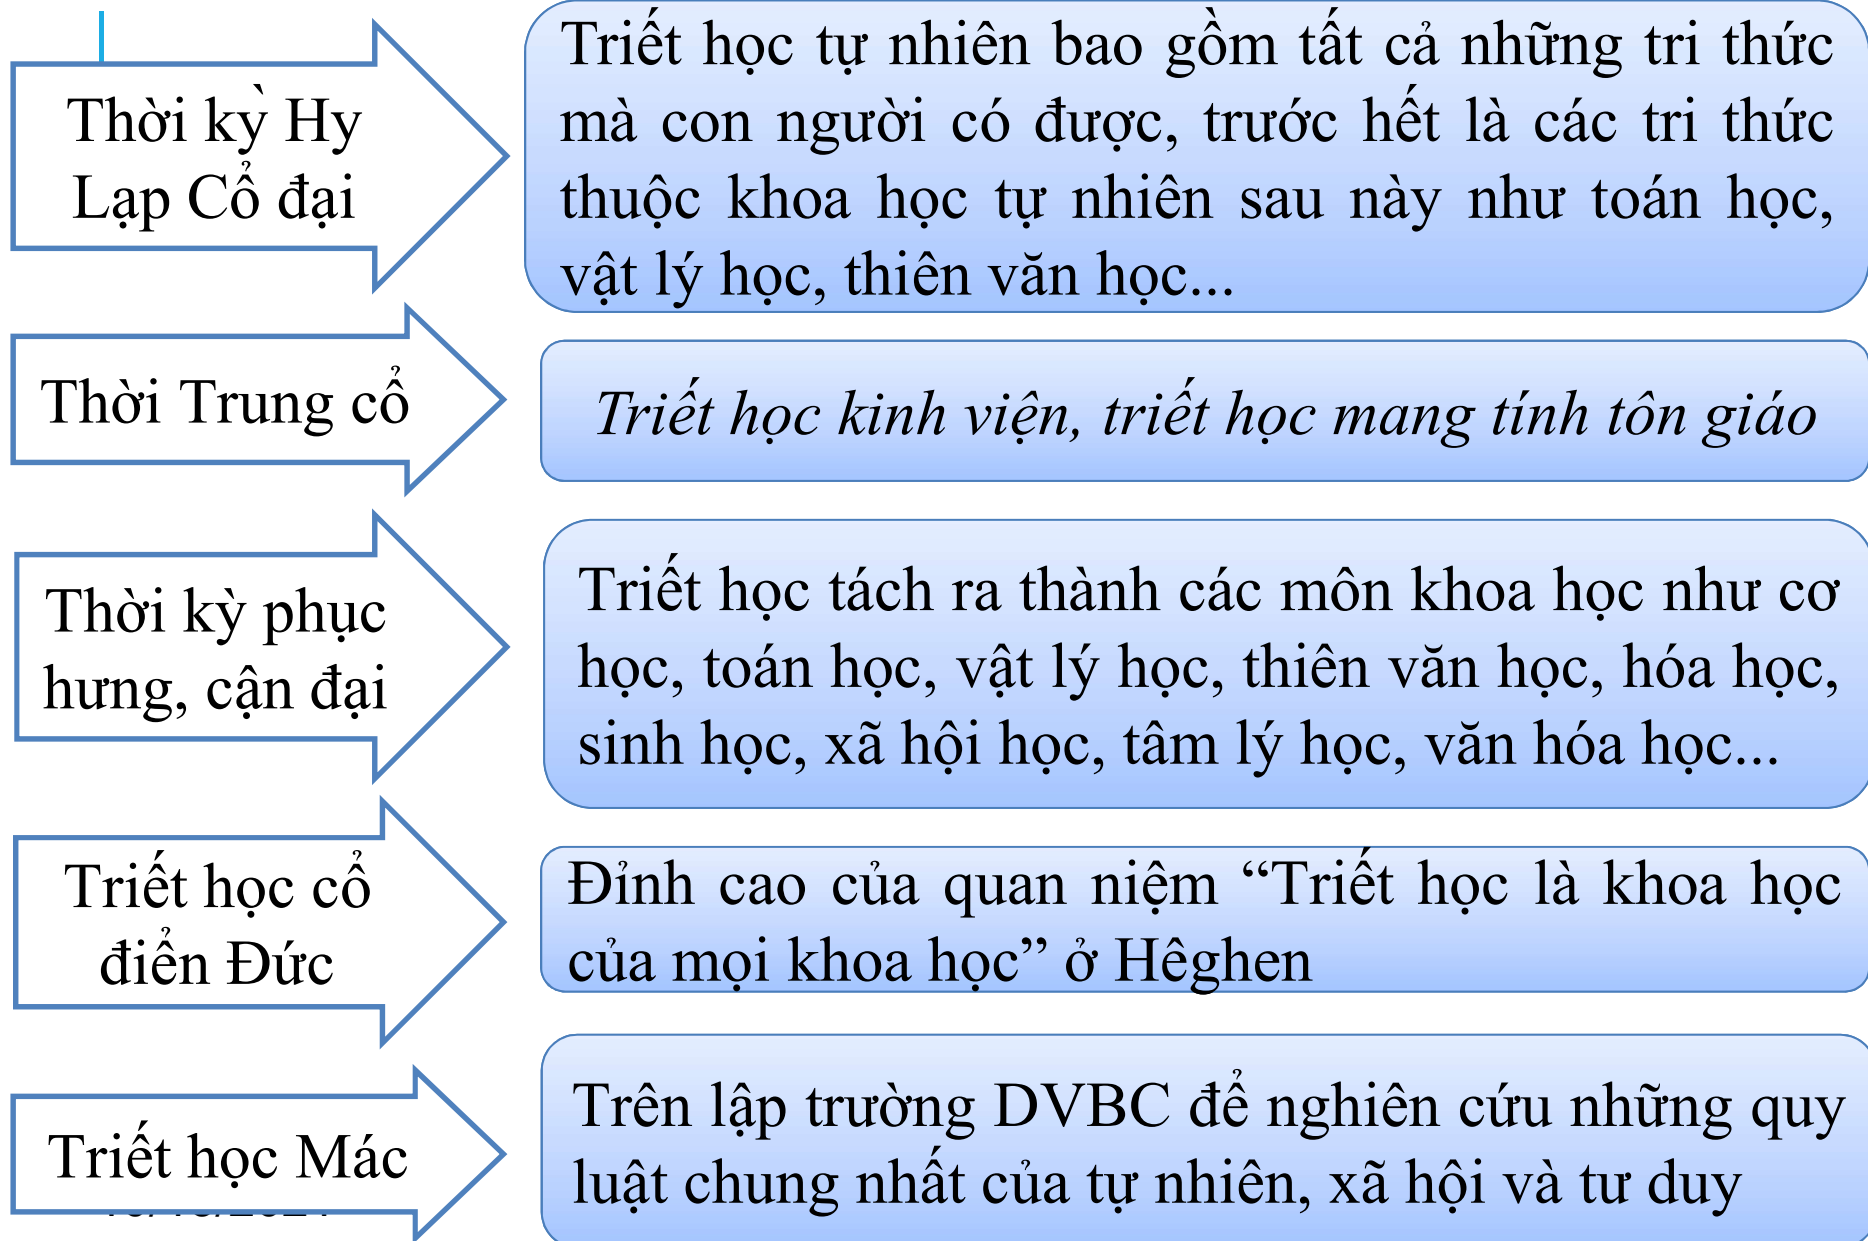 Thời kỳ Hy
Lạp Cổ đại
Triết học tự nhiên bao gồm tất cả những tri thức
mà con người có được, trước hết là các tri thức
thuộc khoa học tự nhiên sau này như toán học,
vật lý học, thiên văn học...
Thời Trung cổ
Triết học kinh viện, triết học mang tính tôn giáo
Thời kỳ phục
hưng, cận đại
Triết học tách ra thành các môn khoa học như cơ
học, toán học, vật lý học, thiên văn học, hóa học,
sinh học, xã hội học, tâm lý học, văn hóa học...
Triết học cổ
điển Đức
Đỉnh cao của quan niệm “Triết học là khoa học
của mọi khoa học” ở Hêghen
Triết học Mác
Trên lập trường DVBC để nghiên cứu những quy
luật chung nhất của tự nhiên, xã hội và tư duy